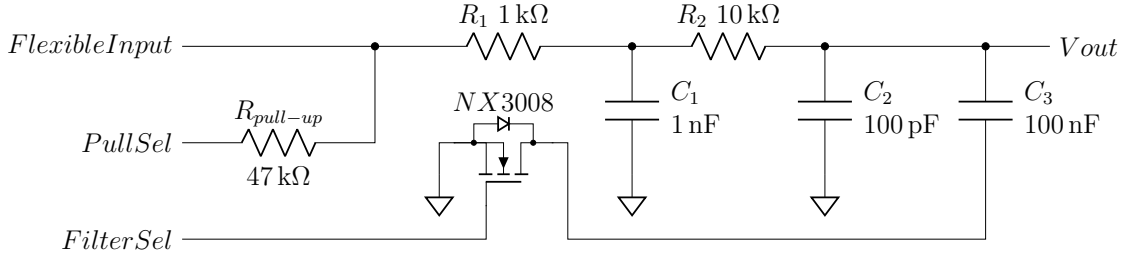 R1 1 kΩ
R2 10 kΩ
FlexibleInput
Vout
NX3008
C1
1 nF
C2
100 pF
C3
100 nF
Rpull−up
PullSel
47 kΩ
FilterSel